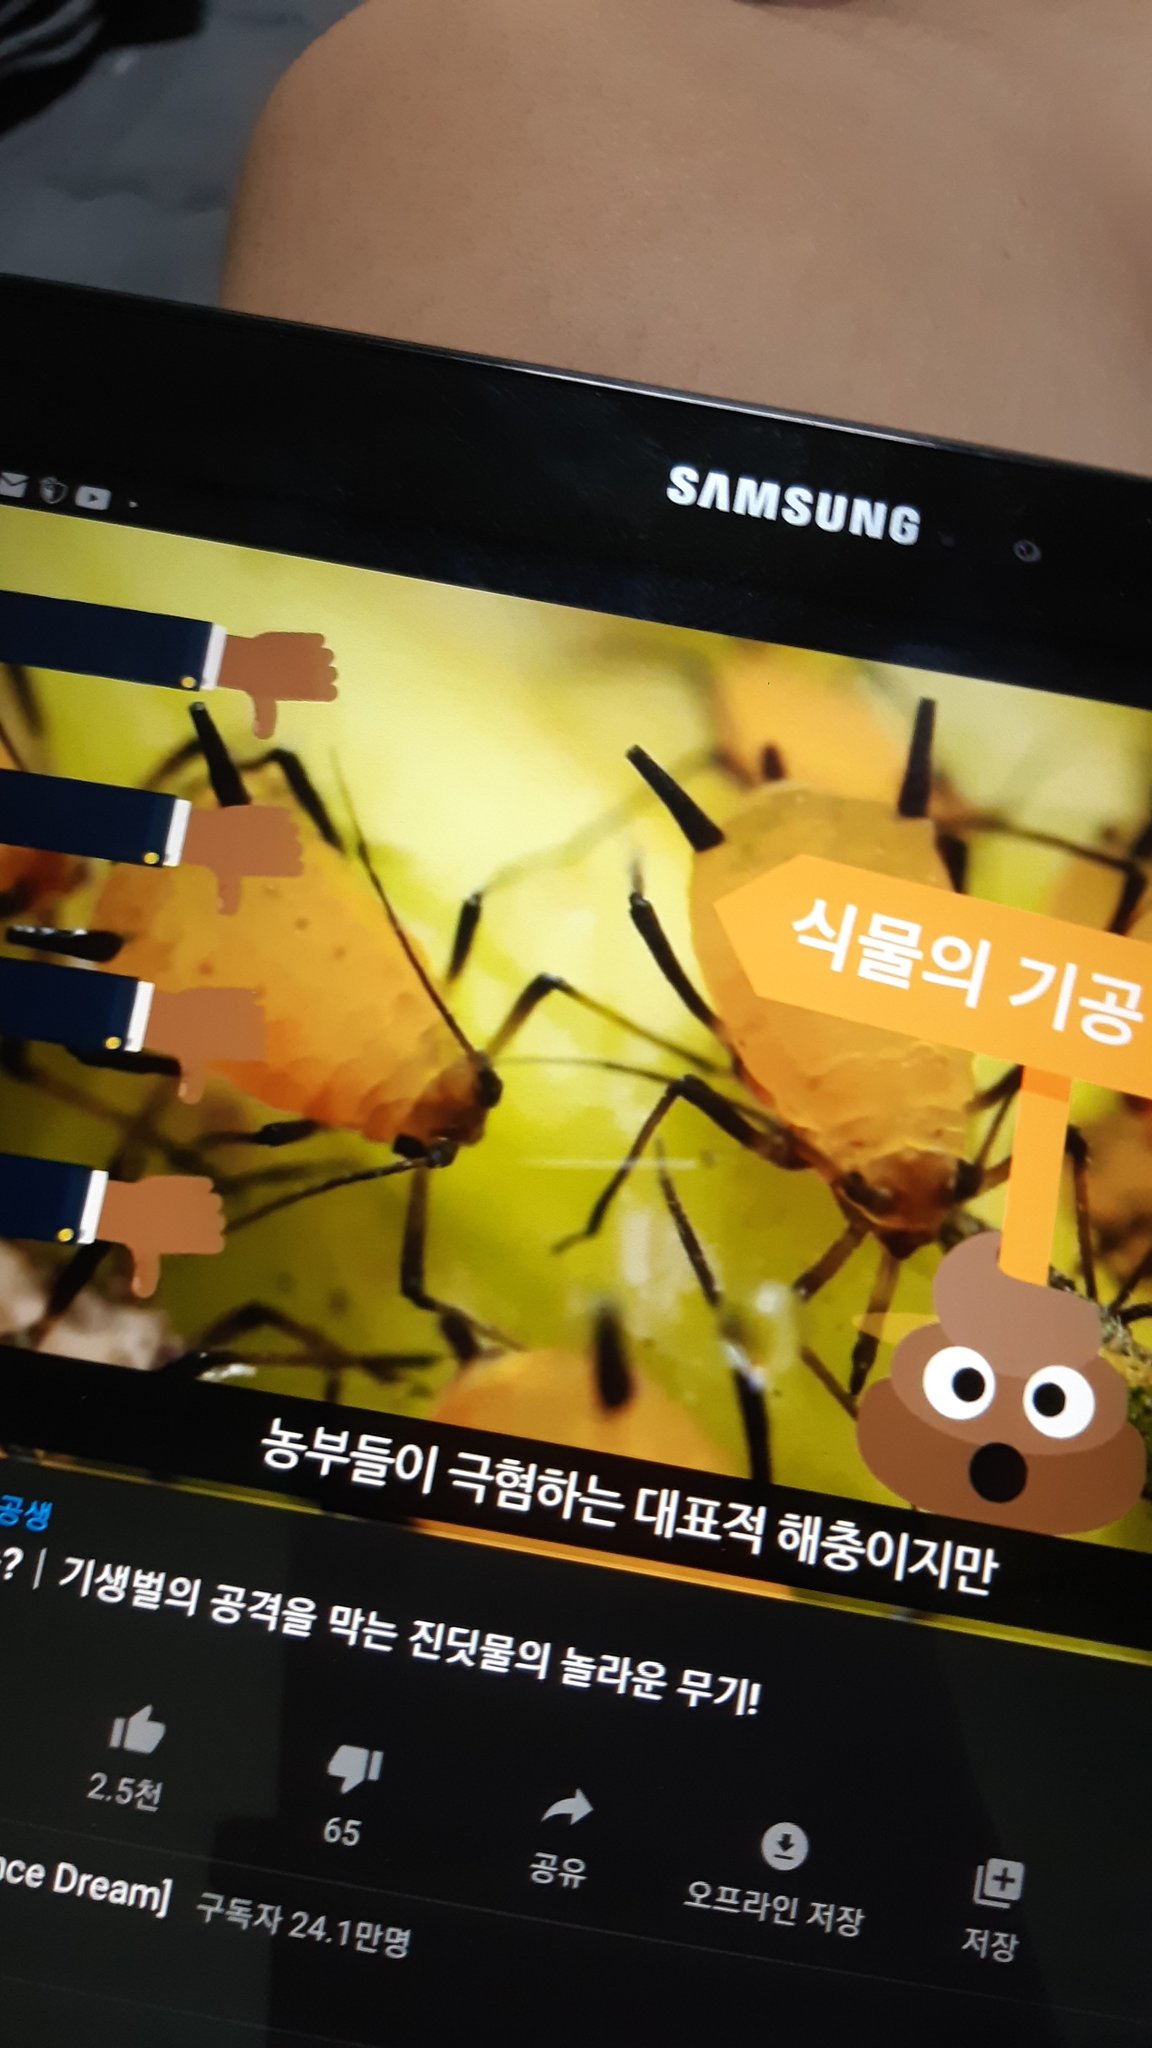 SAMSUNG
식물의 기공
농부들이 극혐하는 대표적 해충이지만
공생
? | 기생벌의 공격을 막는 진딧물의 놀라운 무기!
2.5천
65
공유
오프라인 저장
저장
nce Dream] 구독자 24.1만명